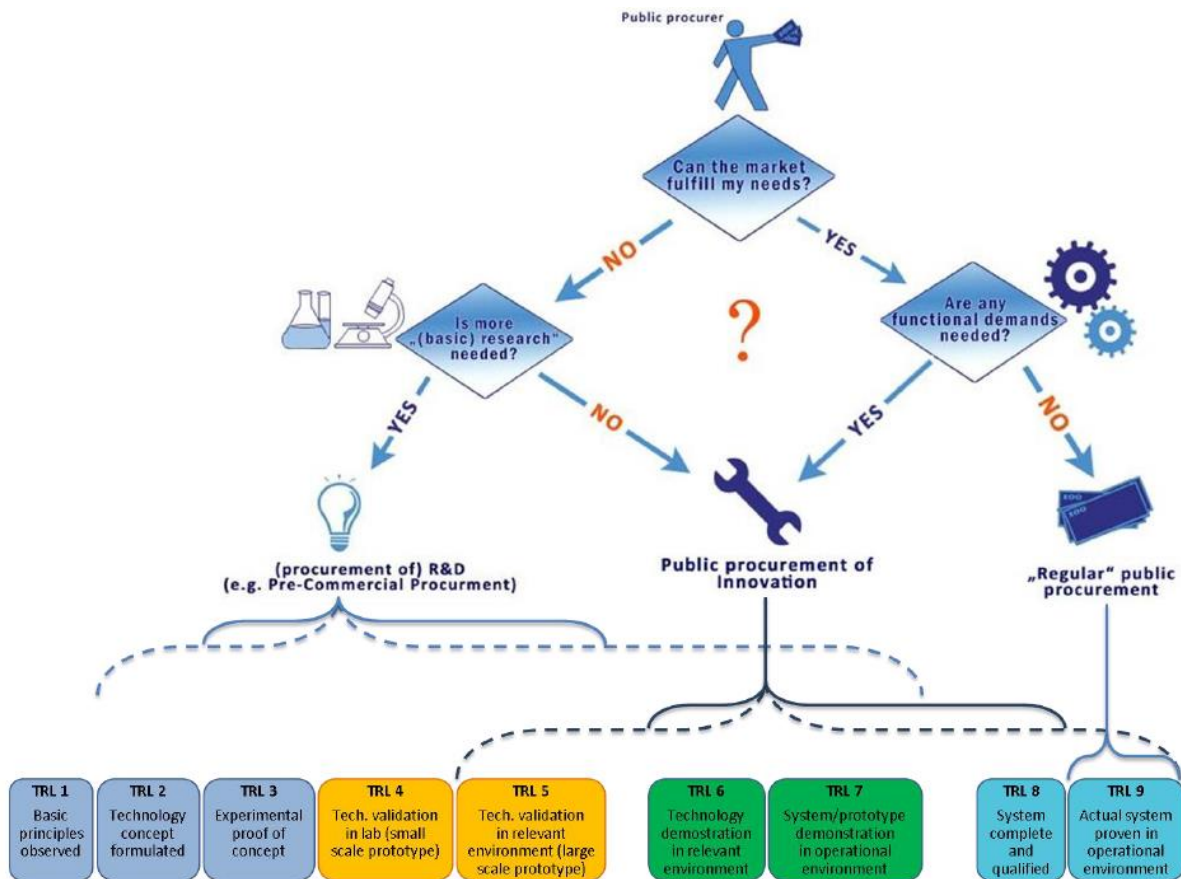 Public procurer
Can the market
fulfill my needs?
NO
YES
Is more
„(basic) research“
needed?
?
Are any
functional demands
needed?
YES
NO
YES
NO
(procurement of) R&D
(e.g. Pre-Commercial Procurment)
Public procurement of
Innovation
„Regular“ public
procurement
TRL 1
Basic
principles
observed
TRL 2
Technology
concept
formulated
TRL 3
Experimental
proof of
concept
TRL 4
Tech. validation
in lab (small
scale prototype)
TRL 5
Tech. validation
in relevant
environment (large
scale prototype)
TRL 6
Technology
demostration
in relevant
environment
TRL 7
System/prototype
demonstration
in operational
environment
TRL 8
System
complete
and
qualified
TRL 9
Actual system
proven in
operational
environment